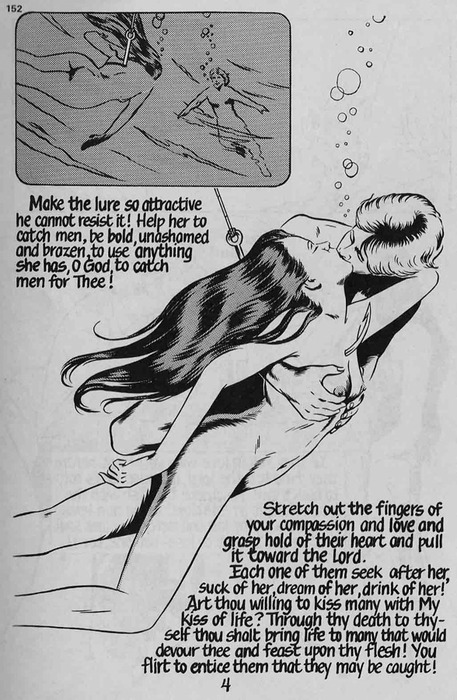 152
Make the lure so attractive
he cannot resist it! Help her to
catch men, be bold, unashamed
and brazen, to use anything
she has, O God, to catch
men for Thee!
Stretch out the fingers of
your compassion and love and
grasp hold of their heart and pull
it toward the Lord.
Each one of them seek after her,
suck of her, dream of her, drink of her!
Art thou willing to kiss many with My
kiss of life? Through thy death to thy-
self thou shalt bring life to many that would
devour thee and feast upon thy flesh! You
flirt to entice them that they may be caught!
4